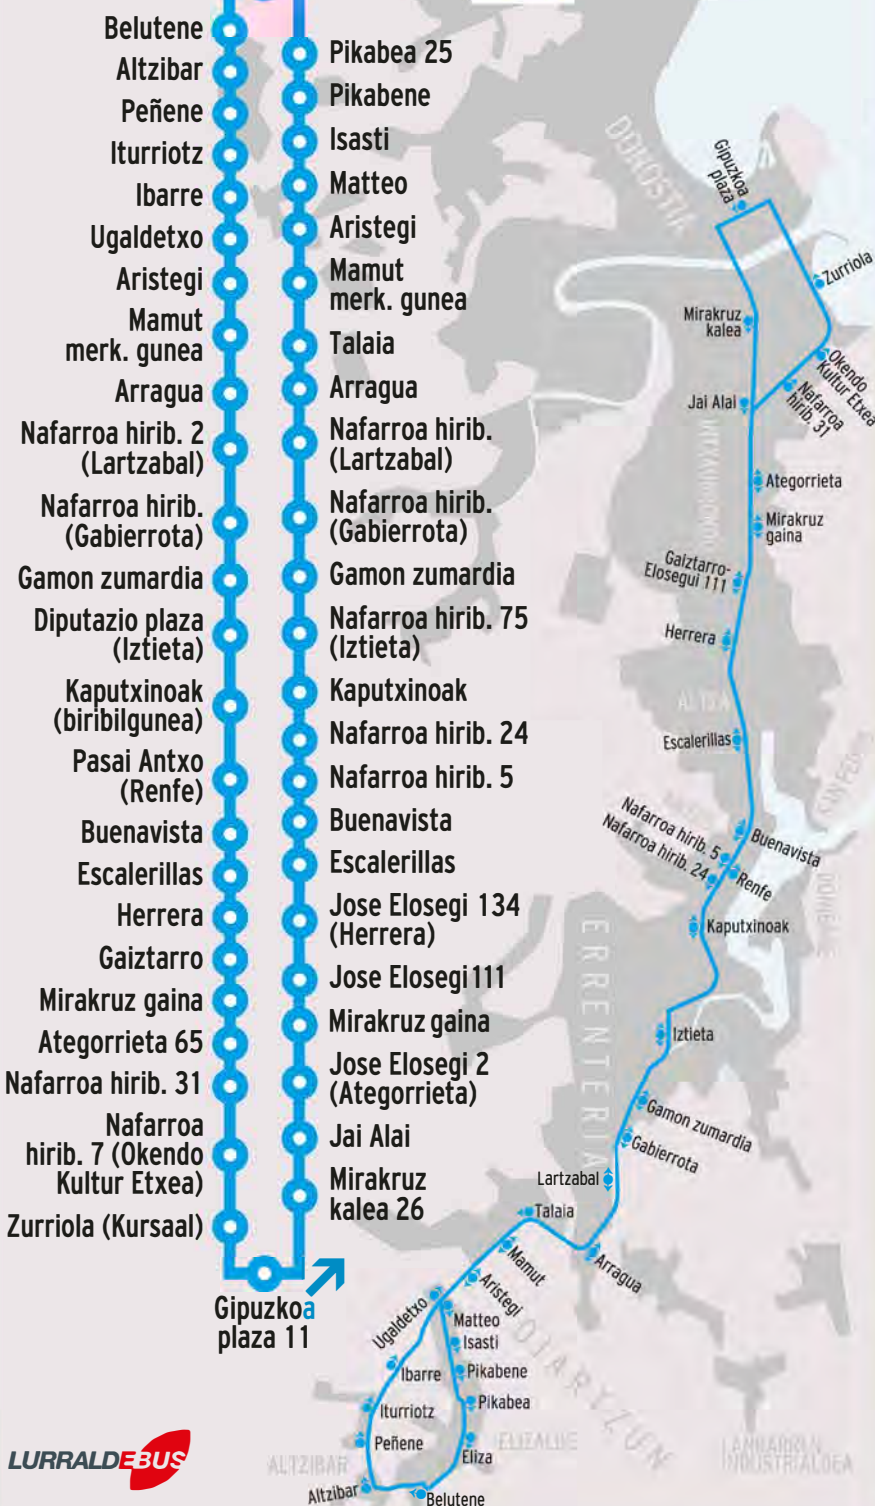 Belutene
Altzibar
Peñene
Iturriotz
Ibarre
Ugaldetxo
Aristegi
Mamut
merk. gunea
Arragua
Nafarroa hirib. 2
(Lartzabal)
Nafarroa hirib.
(Gabierrota)
Gamon zumardia
Diputazio plaza
(Iztieta)
Kaputxinoak
(biribilgunea)
Pasai Antxo
(Renfe)
Buenavista
Escalerillas
Herrera
Gaiztarro
Mirakruz gaina
Ategorrieta 65
Nafarroa hirib. 31
Nafarroa
hirib. 7 (Okendo
Kultur Etxea)
Zurriola (Kursaal)
Gipuzkoa
plaza 11
Pikabea 25
Pikabene
Isasti
Matteo
Aristegi
Mamut
merk. gunea
Talaia
Arragua
Nafarroa hirib.
(Lartzabal)
Nafarroa hirib.
(Gabierrota)
Gamon zumardia
Nafarroa hirib. 75
(Iztieta)
Kaputxinoak
Nafarroa hirib. 24
Nafarroa hirib. 5
Buenavista
Escalerillas
Jose Elosegi 134
(Herrera)
Jose Elosegi 111
Mirakruz gaina
Jose Elosegi 2
(Ategorrieta)
Jai Alai
Mirakruz
kalea 26
DONOSTIA
Gipuzkoa
plaza
Zurriola
Mirakruz
kalea
Okendo
Kultur Etxea
Nafarroa
hirib. 31
Jai Alai
Ategorrieta
Mirakruz
gaina
Gaiztarro-
Elosegui 111
Herrera
ALTZA
Escalerillas
Nafarroa hirib. 5
Nafarroa hirib. 24
Buenavista
Renfe
Kaputxinoak
ERRENTERIA
Iztieta
Gamon zumardia
Gabierrota
Lartzabal
Talaia
Arragua
Mamut
Aristegi
Ugaldetxo
Matteo
Isasti
OIARTZUN
Ibarre
Pikabene
Iturriotz
Pikabea
Peñene
ELIZALDE
Eliza
LANBARREN
INDUSTRIALDEA
ALTZIBAR
Altzibar
Belutene
LURRALDEBUS